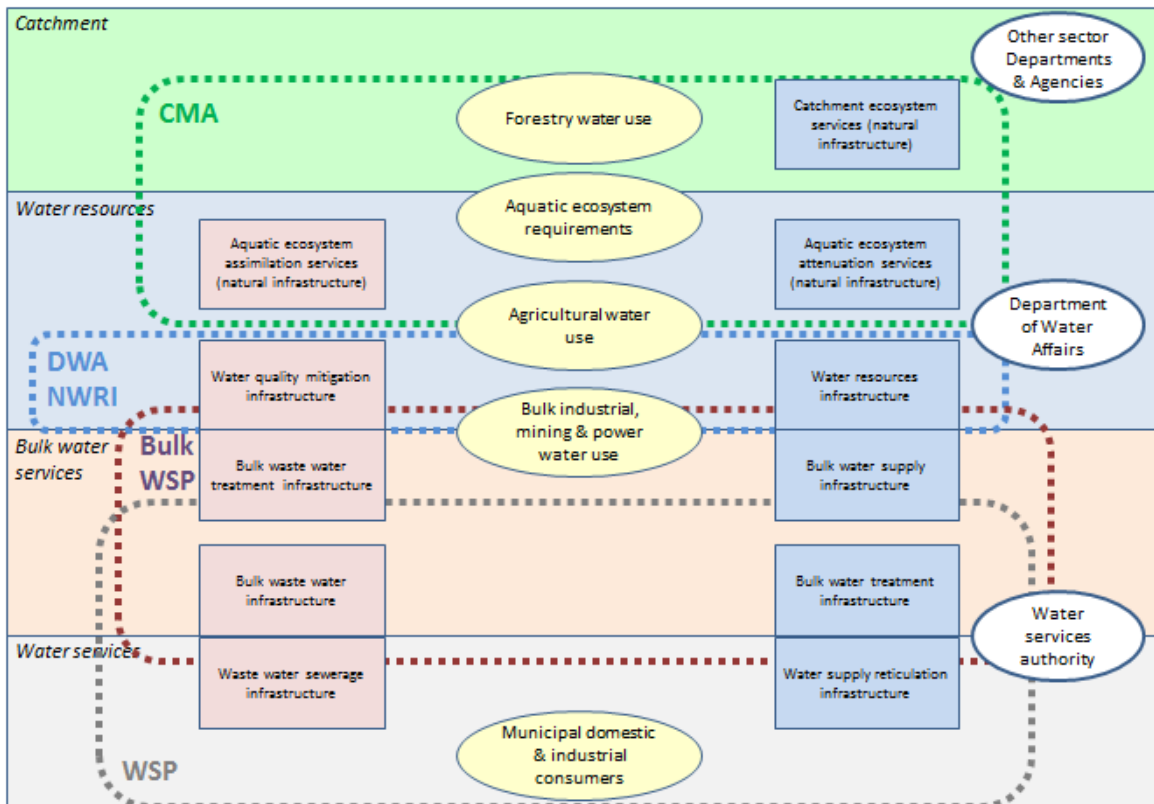 Catchment
Other sector
Departments
& Agencies
CMA
Forestry water use
Catchment ecosystem
services (natural
infrastructure)
Water resources
Aquatic ecosystem
requirements
Aquatic ecosystem
assimilation services
(natural infrastructure)
Aquatic ecosystem
attenuation services
(natural infrastructure)
Agricultural water
use
Department
of Water
Affairs
DWA
NWRI
Water quality mitigation
infrastructure
Water resources
infrastructure
Bulk industrial,
mining & power
water use
Bulk water
services
Bulk
WSP
Bulk waste water
treatment infrastructure
Bulk water supply
infrastructure
Bulk waste water
infrastructure
Bulk water treatment
infrastructure
Water
services
authority
Water services
Waste water sewerage
infrastructure
Water supply reticulation
infrastructure
Municipal domestic
& industrial
consumers
WSP